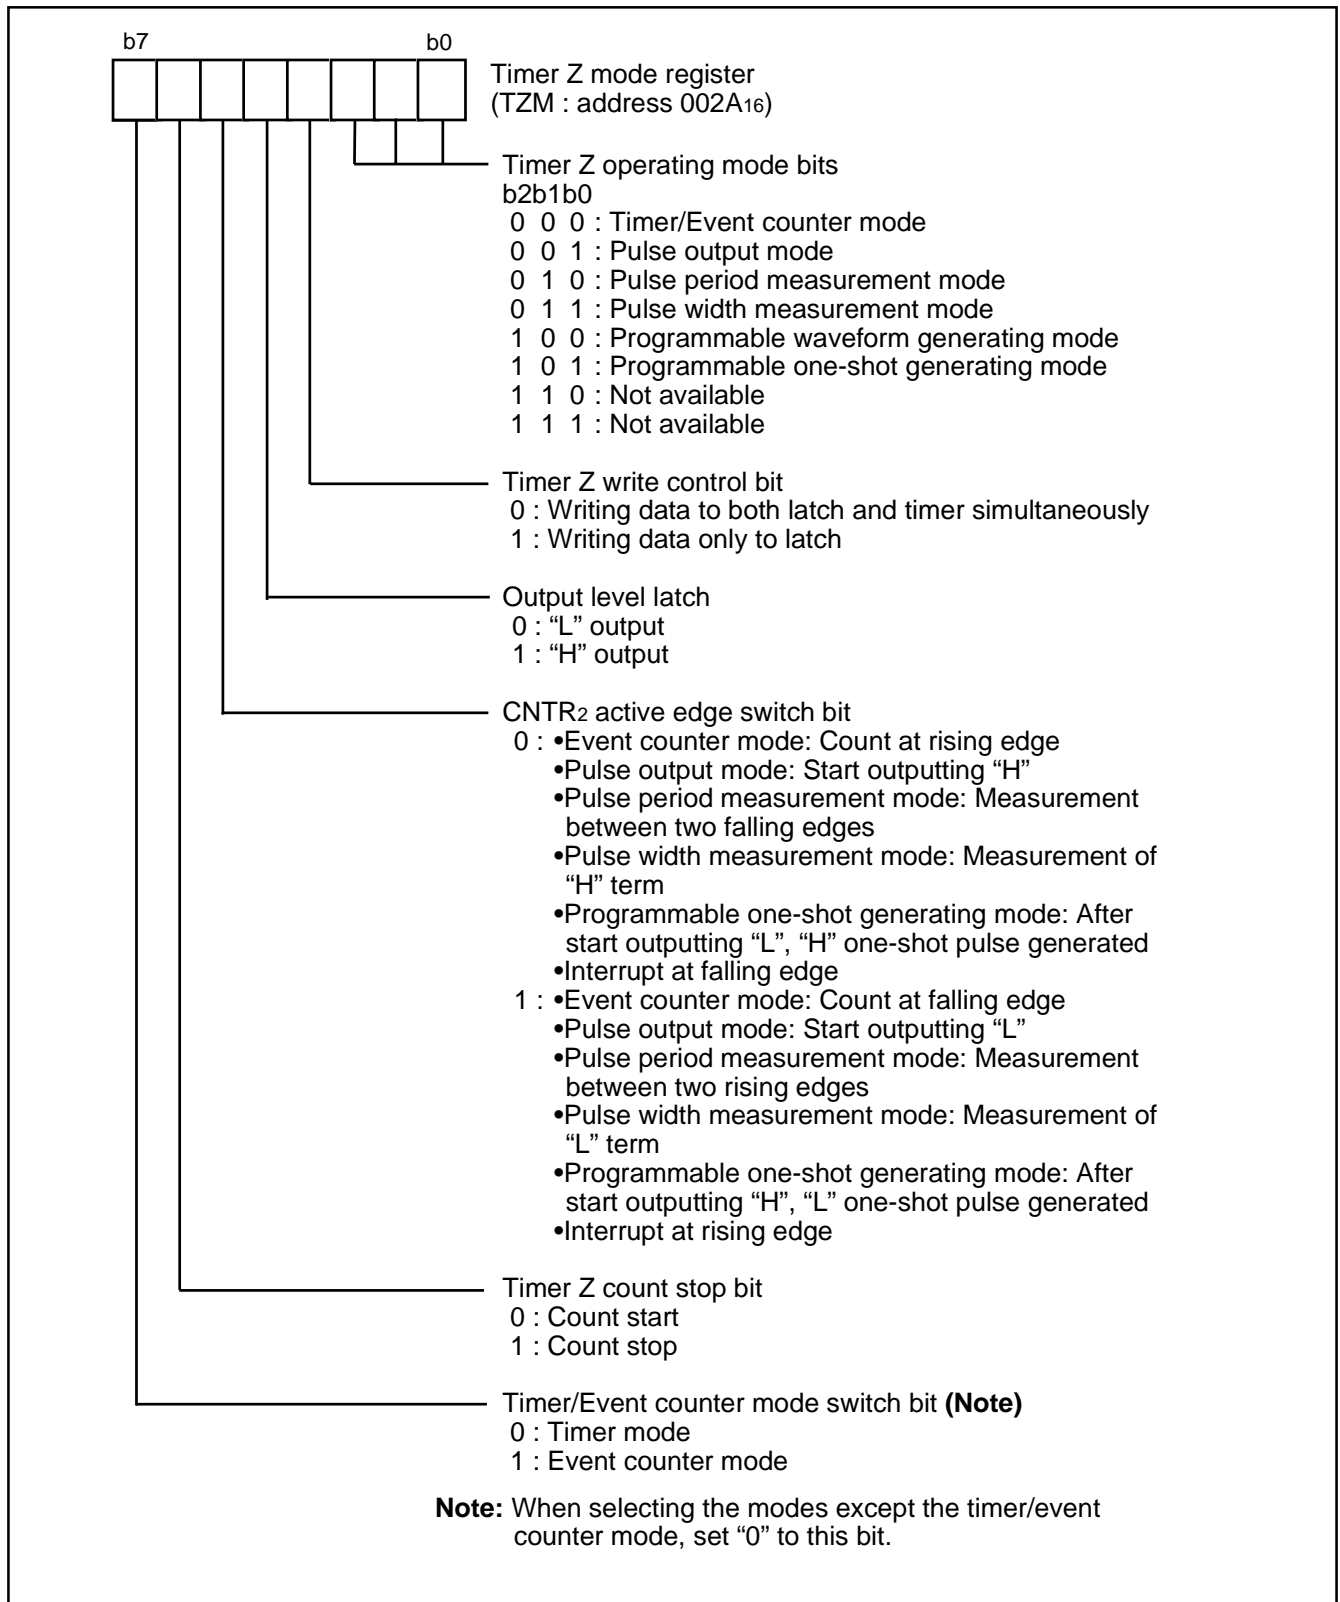 b7 b0
Timer Z mode register
(TZM : address 002A16)
Timer Z operating mode bits
b2b1b0
0 0 0 : Timer/Event counter mode
0 0 1 : Pulse output mode
0 1 0 : Pulse period measurement mode
0 1 1 : Pulse width measurement mode
1 0 0 : Programmable waveform generating mode
1 0 1 : Programmable one-shot generating mode
1 1 0 : Not available
1 1 1 : Not available
Timer Z write control bit
0 : Writing data to both latch and timer simultaneously
1 : Writing data only to latch
Output level latch
0 : “L” output
1 : “H” output
CNTR2 active edge switch bit
0 : •Event counter mode: Count at rising edge
•Pulse output mode: Start outputting “H”
•Pulse period measurement mode: Measurement
between two falling edges
•Pulse width measurement mode: Measurement of
“H” term
•Programmable one-shot generating mode: After
start outputting “L”, “H” one-shot pulse generated
•Interrupt at falling edge
1 : •Event counter mode: Count at falling edge
•Pulse output mode: Start outputting “L”
•Pulse period measurement mode: Measurement
between two rising edges
•Pulse width measurement mode: Measurement of
“L” term
•Programmable one-shot generating mode: After
start outputting “H”, “L” one-shot pulse generated
•Interrupt at rising edge
Timer Z count stop bit
0 : Count start
1 : Count stop
Timer/Event counter mode switch bit (Note)
0 : Timer mode
1 : Event counter mode
Note: When selecting the modes except the timer/event
counter mode, set “0” to this bit.